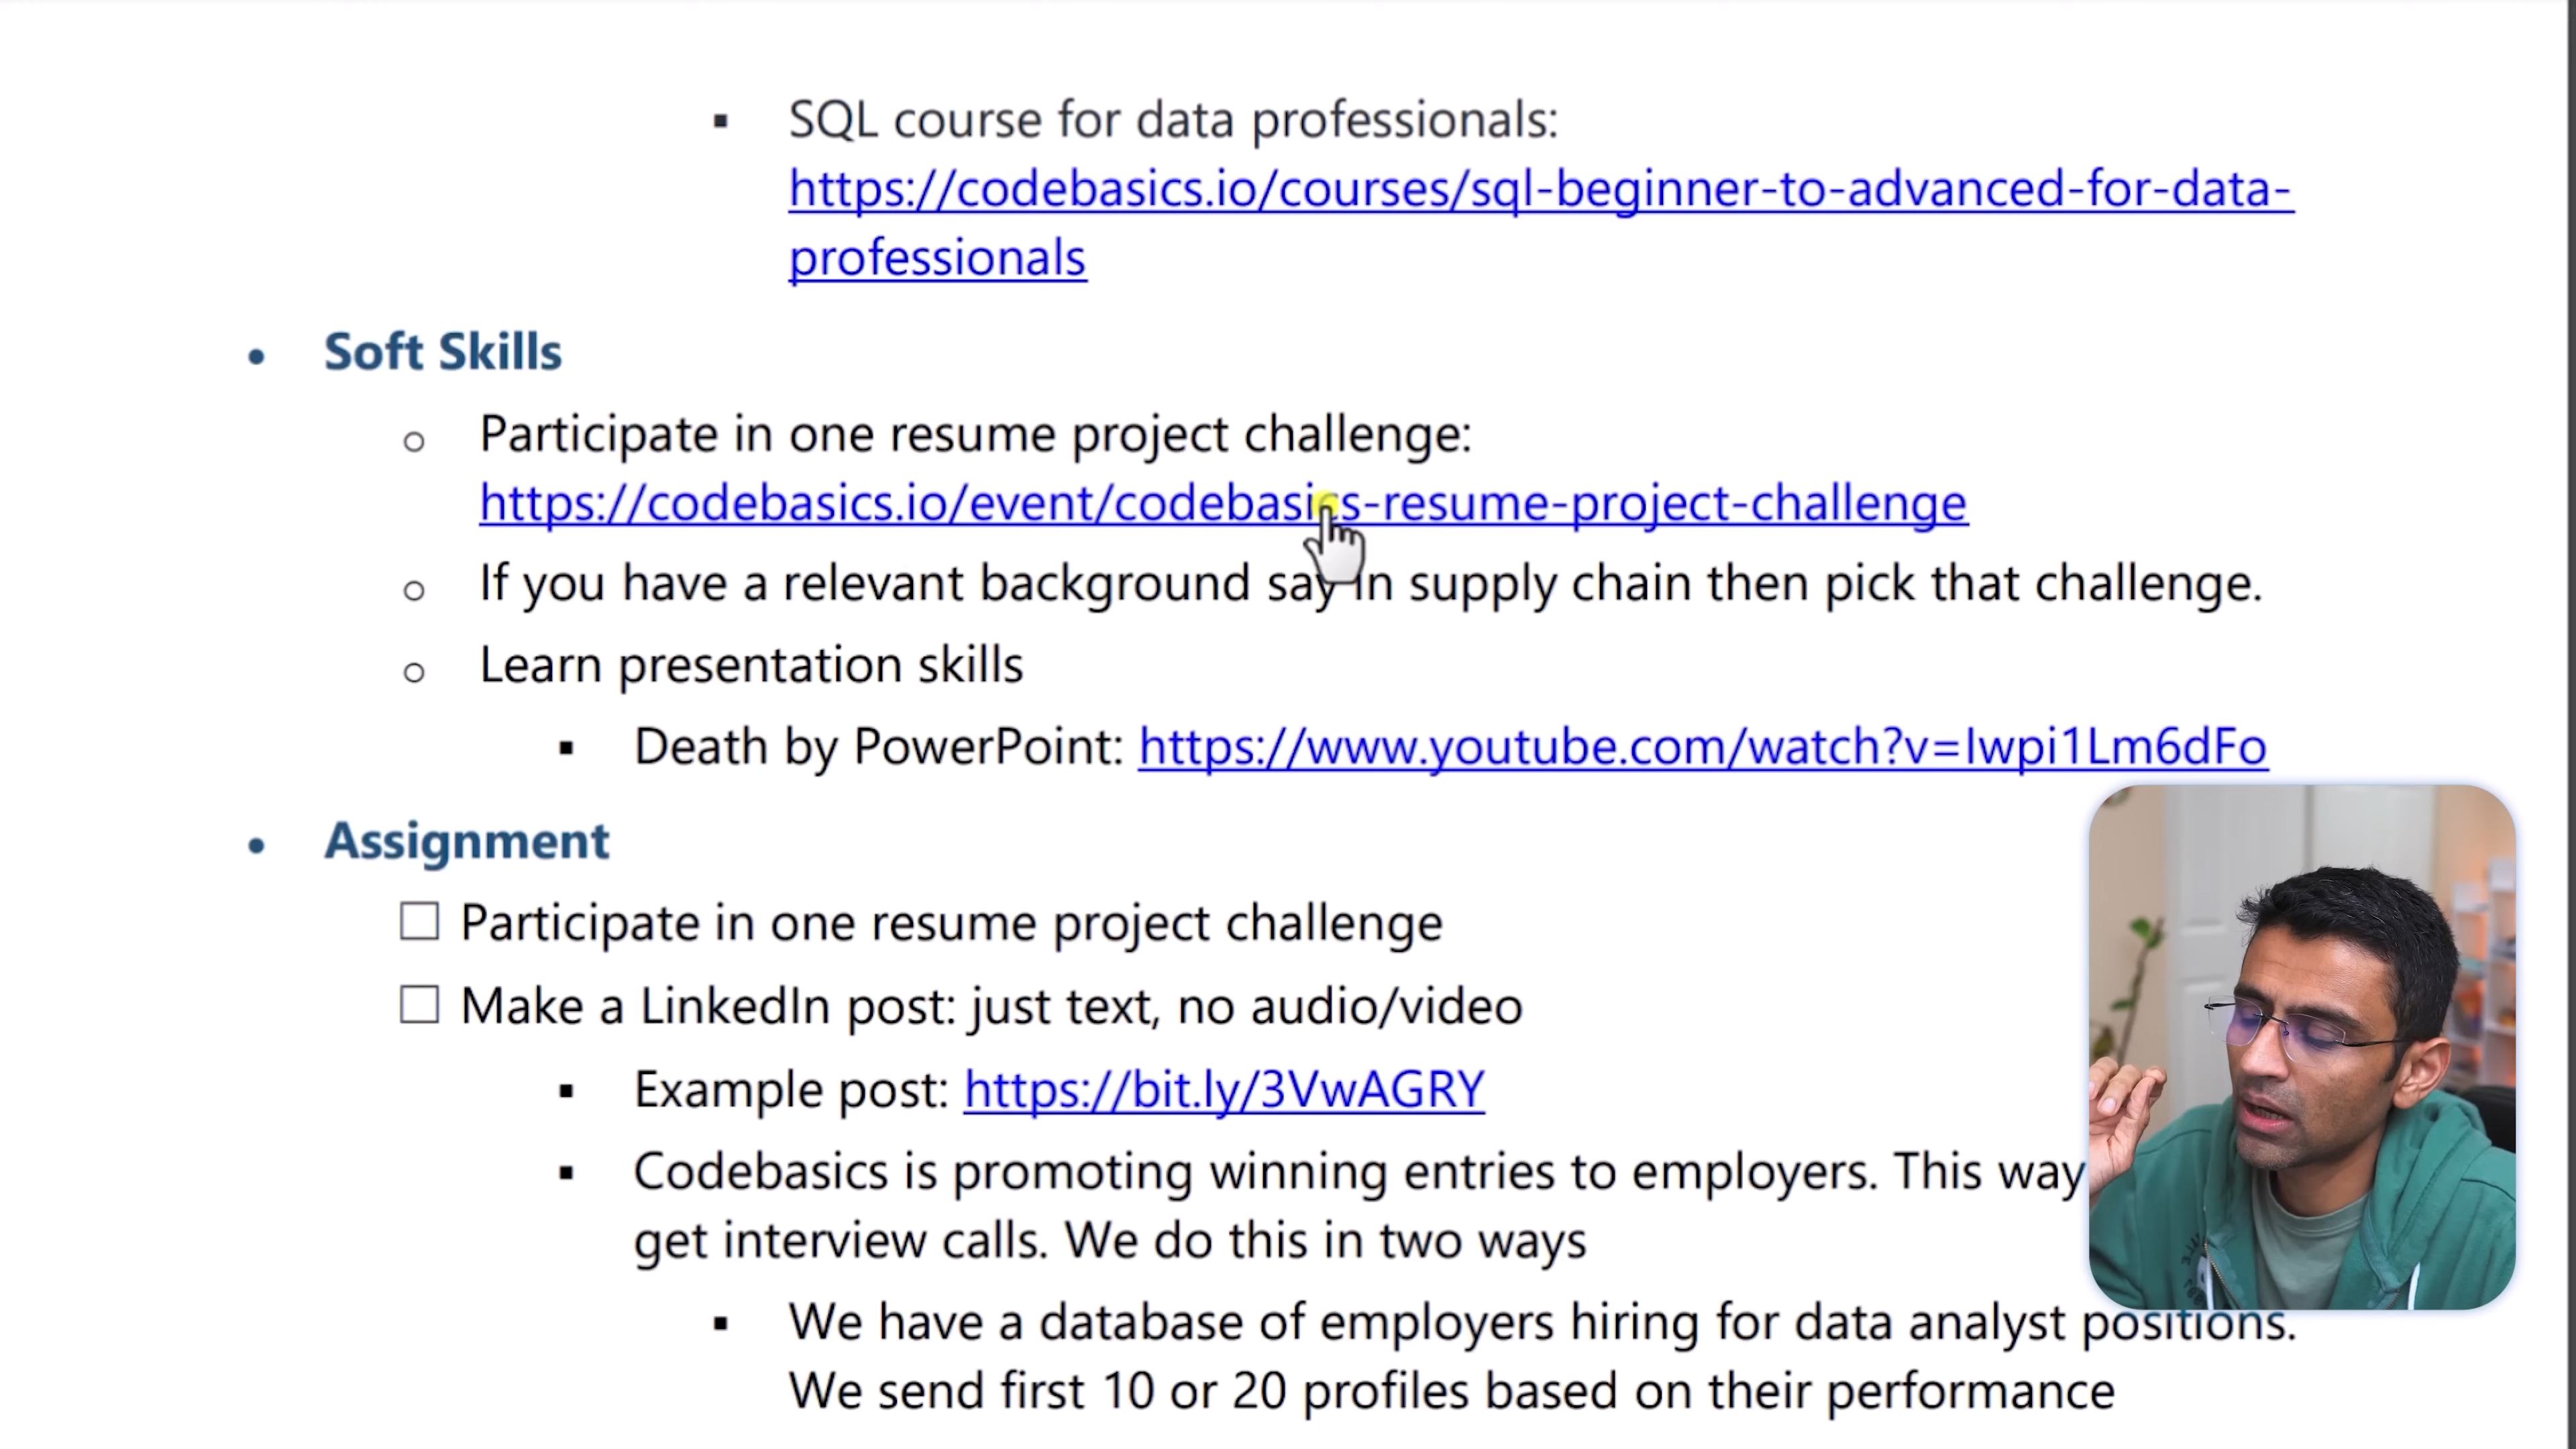 ▪ SQL course for data professionals:
https://codebasics.io/courses/sql-beginner-to-advanced-for-data-
professionals
• Soft Skills
○ Participate in one resume project challenge:
https://codebasics.io/event/codebasics-resume-project-challenge
○ If you have a relevant background say in supply chain then pick that challenge.
○ Learn presentation skills
▪ Death by PowerPoint: https://www.youtube.com/watch?v=Iwpi1Lm6dFo
• Assignment
☐ Participate in one resume project challenge
☐ Make a LinkedIn post: just text, no audio/video
▪ Example post: https://bit.ly/3VwAGRY
▪ Codebasics is promoting winning entries to employers. This way
get interview calls. We do this in two ways
▪ We have a database of employers hiring for data analyst positions.
We send first 10 or 20 profiles based on their performance